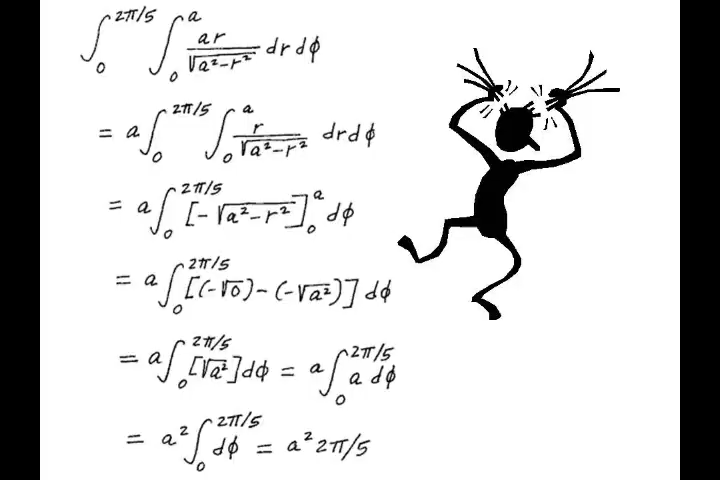 ∫₀^{2π/5} ∫₀^{a} ar/√(a²-r²) dr dϕ
= a ∫₀^{2π/5} ∫₀^{a} r/√(a²-r²) dr dϕ
= a ∫₀^{2π/5} [-√(a²-r²)]₀^{a} dϕ
= a ∫₀^{2π/5} [(-√0)-(-√a²)] dϕ
= a ∫₀^{2π/5} [√a²] dϕ = a ∫₀^{2π/5} a dϕ
= a² ∫₀^{2π/5} dϕ = a² 2π/5